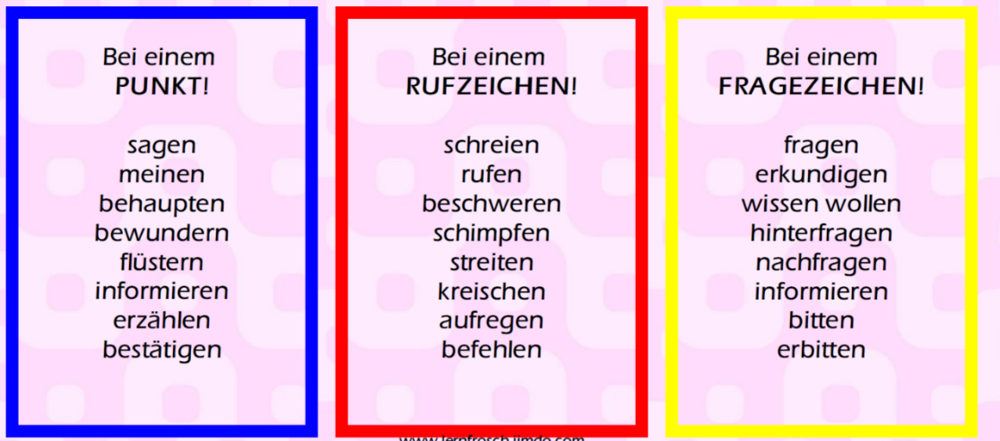 Bei einem
PUNKT!
sagen
meinen
behaupten
bewundern
flüstern
informieren
erzählen
bestätigen
Bei einem
RUFZEICHEN!
schreien
rufen
beschweren
schimpfen
streiten
kreischen
aufregen
befehlen
Bei einem
FRAGEZEICHEN!
fragen
erkundigen
wissen wollen
hinterfragen
nachfragen
informieren
bitten
erbitten
www.lernfrosch.jimdo.com